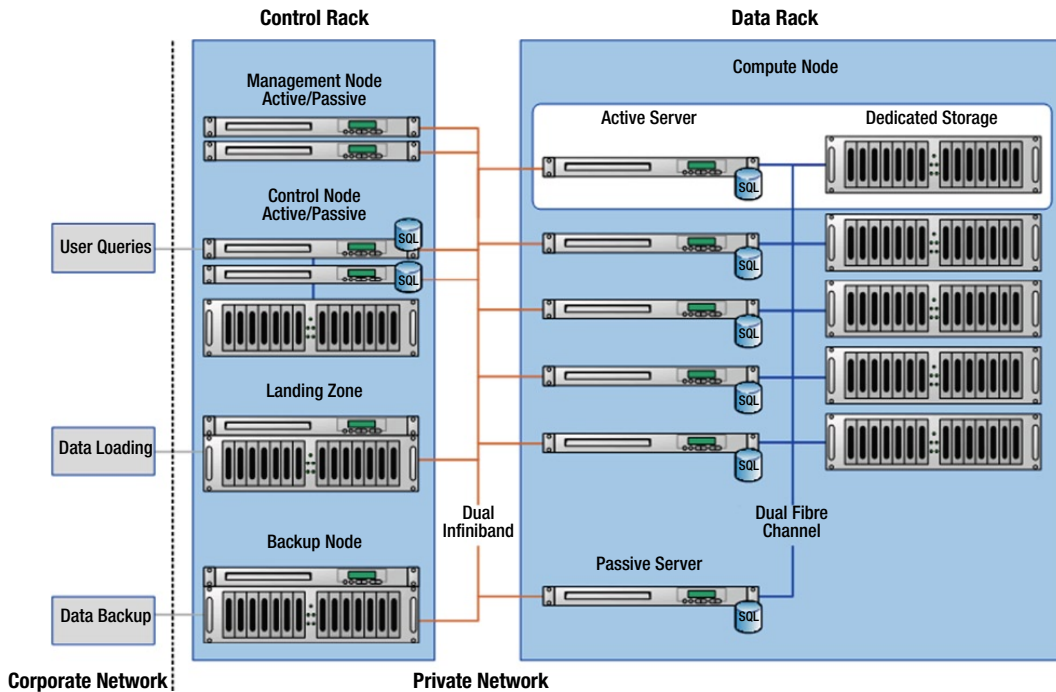 Control Rack
Data Rack
Management Node
Active/Passive
Compute Node
Active Server
Dedicated Storage
SQL
Control Node
Active/Passive
User Queries
SQL
SQL
SQL
SQL
SQL
Landing Zone
Data Loading
SQL
Dual
Infiniband
Dual Fibre
Channel
Backup Node
Passive Server
Data Backup
SQL
Corporate Network
Private Network